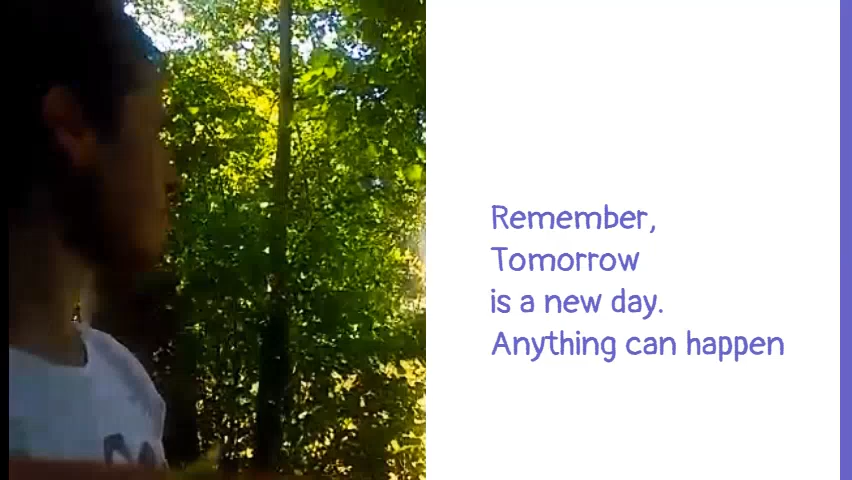 Remember,
Tomorrow
is a new day.
Anything can happen